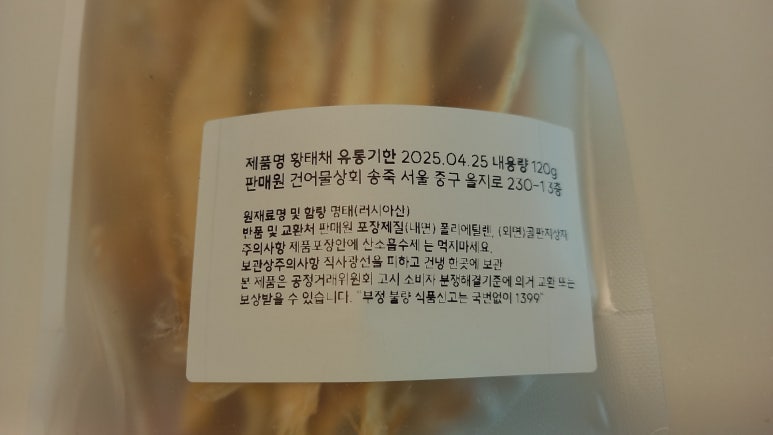 제품명 황태채 유통기한 2025.04.25 내용량 120g
판매원 건어물상회 송죽 서울 중구 을지로 230-1 3층
원재료명 및 함량 명태(러시아산)
반품 및 교환처 판매원 포장재질(내면) 폴리에틸렌, (외면)골판지상자
주의사항 제품포장안에 산소흡수제는 먹지마세요.
보관상주의사항 직사광선을 피하고 건냉 한곳에 보관
본 제품은 공정거래위원회 고시 소비자 분쟁해결기준에 의거 교환 또는
보상받을 수 있습니다. "부정 불량 식품신고는 국번없이 1399"